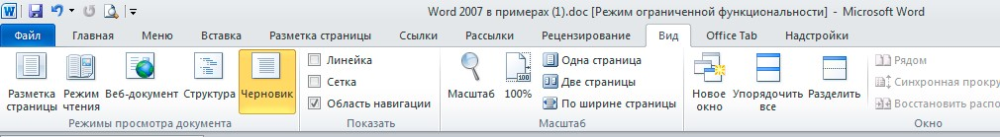 Word 2007 в примерах (1).doc [Режим ограниченной функциональности] - Microsoft Word
Файл Главная Меню Вставка Разметка страницы Ссылки Рассылки Рецензирование Вид Office Tab Надстройки
Разметка страницы
Режим чтения
Веб-документ
Структура
Черновик
Режимы просмотра документа
Линейка
Сетка
Область навигации
Показать
Масштаб
100
100%
Одна страница
Две страницы
По ширине страницы
Масштаб
Новое окно
Упорядочить все
Разделить
Рядом
Синхронная прокру
Восстановить распо
Окно